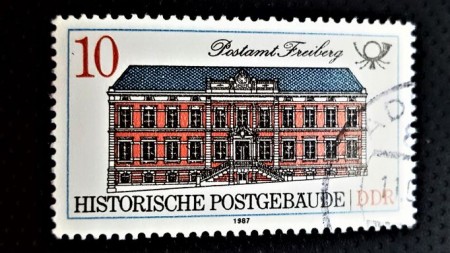 10
Postamt Freiberg
HISTORISCHE POSTGEBÄUDE | DDR
1987